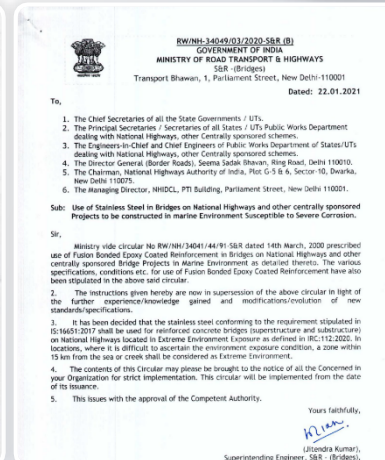 RW/NH-34049/03/2020-S&R (B)
GOVERNMENT OF INDIA
MINISTRY OF ROAD TRANSPORT & HIGHWAYS
S&R -(Bridges)
Transport Bhawan, 1, Parliament Street, New Delhi-110001
Dated: 22.01.2021
To,
1. The Chief Secretaries of all the State Governments / UTs.
2. The Principal Secretaries / Secretaries of all States / UTs Public Works Department
dealing with National Highways, other Centrally sponsored schemes.
3. The Engineers-in-Chief and Chief Engineers of Public Works Department of States/UTs
dealing with National Highways, other Centrally sponsored schemes.
4. The Director General (Border Roads), Seema Sadak Bhavan, Ring Road, Delhi 110010.
5. The Chairman, National Highways Authority of India, Plot G-5 & 6, Sector-10, Dwarka,
New Delhi 110075.
6. The Managing Director, NHIDCL, PTI Building, Parliament Street, New Delhi 110001.
Sub: Use of Stainless Steel in Bridges on National Highways and other centrally sponsored
Projects to be constructed in marine Environment Susceptible to Severe Corrosion.
Sir,
Ministry vide circular No RW/NH/34041/44/91-S&R dated 14th March, 2000 prescribed
use of Fusion Bonded Epoxy Coated Reinforcement in Bridges on National Highways and other
centrally sponsored Bridge Projects in Marine Environment as detailed thereto. The various
specifications, conditions etc. for use of Fusion Bonded Epoxy Coated Reinforcement have also
been stipulated in the above said circular.
2. The instructions given hereby are now in supersession of the above circular in light of
the further experience/knowledge gained and modifications/evolution of new
standards/specifications.
3. It has been decided that the stainless steel conforming to the requirement stipulated in
IS:16651:2017 shall be used for reinforced concrete bridges (superstructure and substructure)
on National Highways located in Extreme Environment Exposure as defined in IRC:112:2020. In
locations, where it is difficult to ascertain the environment exposure condition, a zone within
15 km from the sea or creek shall be considered as Extreme Environment.
4. The contents of this Circular may please be brought to the notice of all the Concerned in
your Organization for strict implementation. This circular will be implemented from the date
of its issuance.
5. This issues with the approval of the Competent Authority.
Yours faithfully,
(Jitendra Kumar),
Superintending Engineer, S&R - (Bridges),